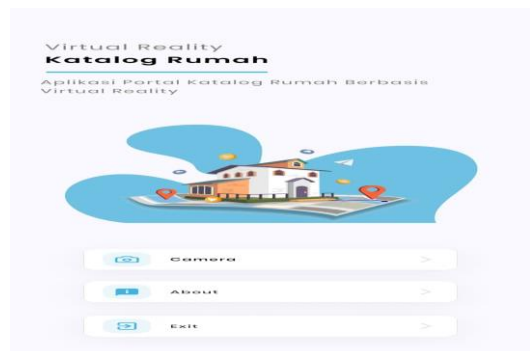 Virtual Reality
Katalog Rumah
Aplikasi Portal Katalog Rumah Berbasis
Virtual Reality
Camera
About
Exit